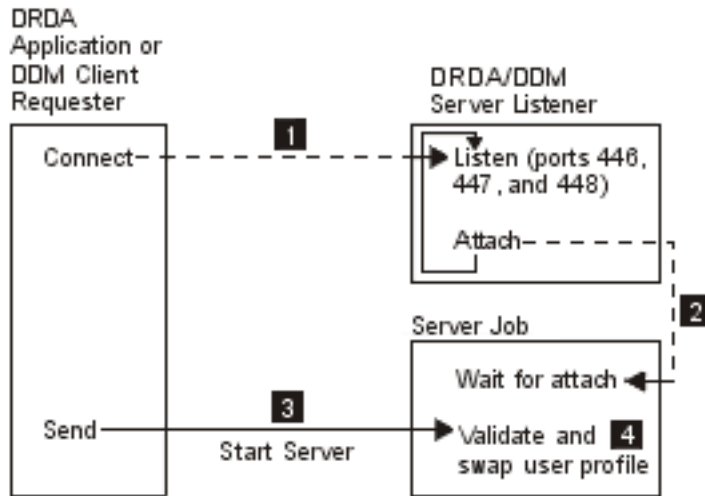 DRDA
Application or
DDM Client
Requester
DRDA/DDM
Server Listener
Connect
1
Listen (ports 446,
447, and 448)
Attach
2
Server Job
Wait for attach
Send
3
Start Server
Validate and 4
swap user profile